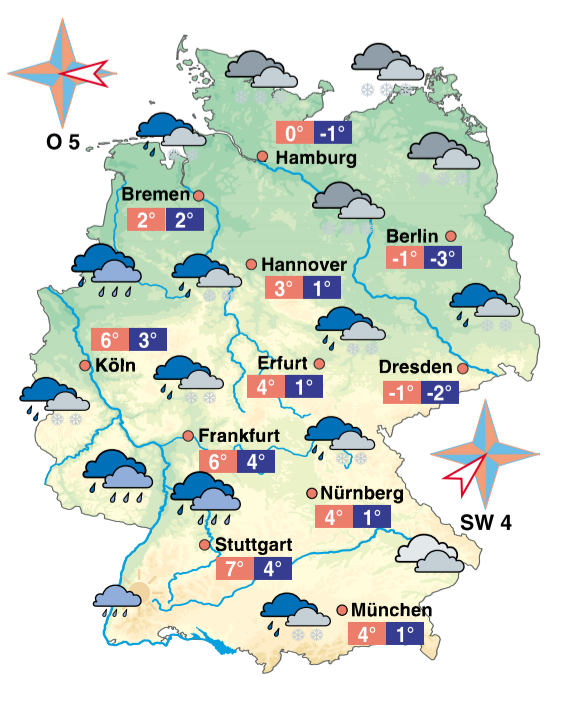 O 5
0° -1°
Hamburg
Bremen
2° 2°
Berlin
-1° -3°
Hannover
3° 1°
6° 3°
Köln
Erfurt
4° 1°
Dresden
-1° -2°
Frankfurt
6° 4°
Nürnberg
4° 1°
SW 4
Stuttgart
7° 4°
München
4° 1°